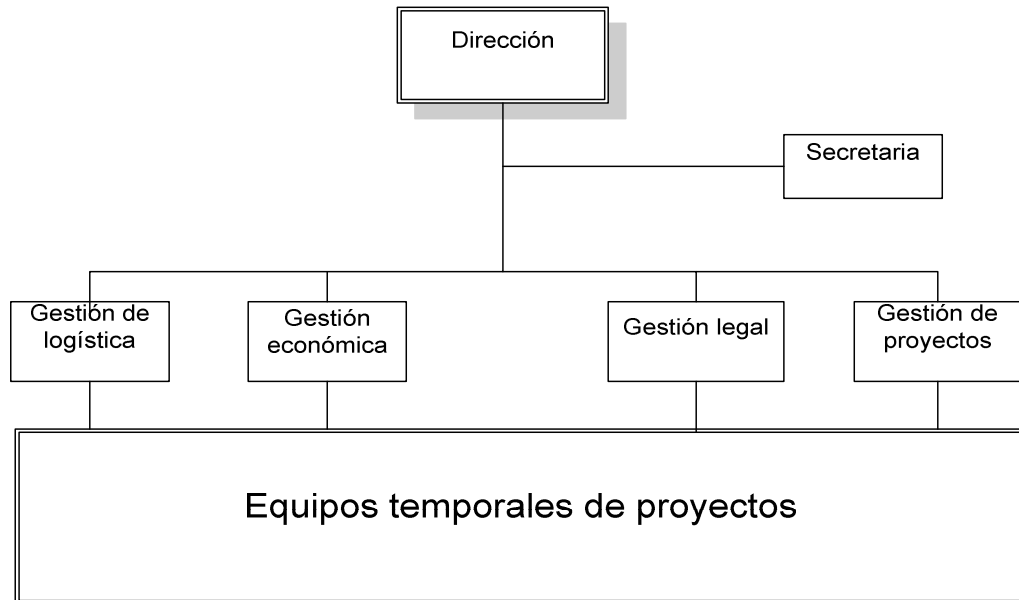 Dirección
Secretaria
Gestión de
logística
Gestión
económica
Gestión legal
Gestión de
proyectos
Equipos temporales de proyectos